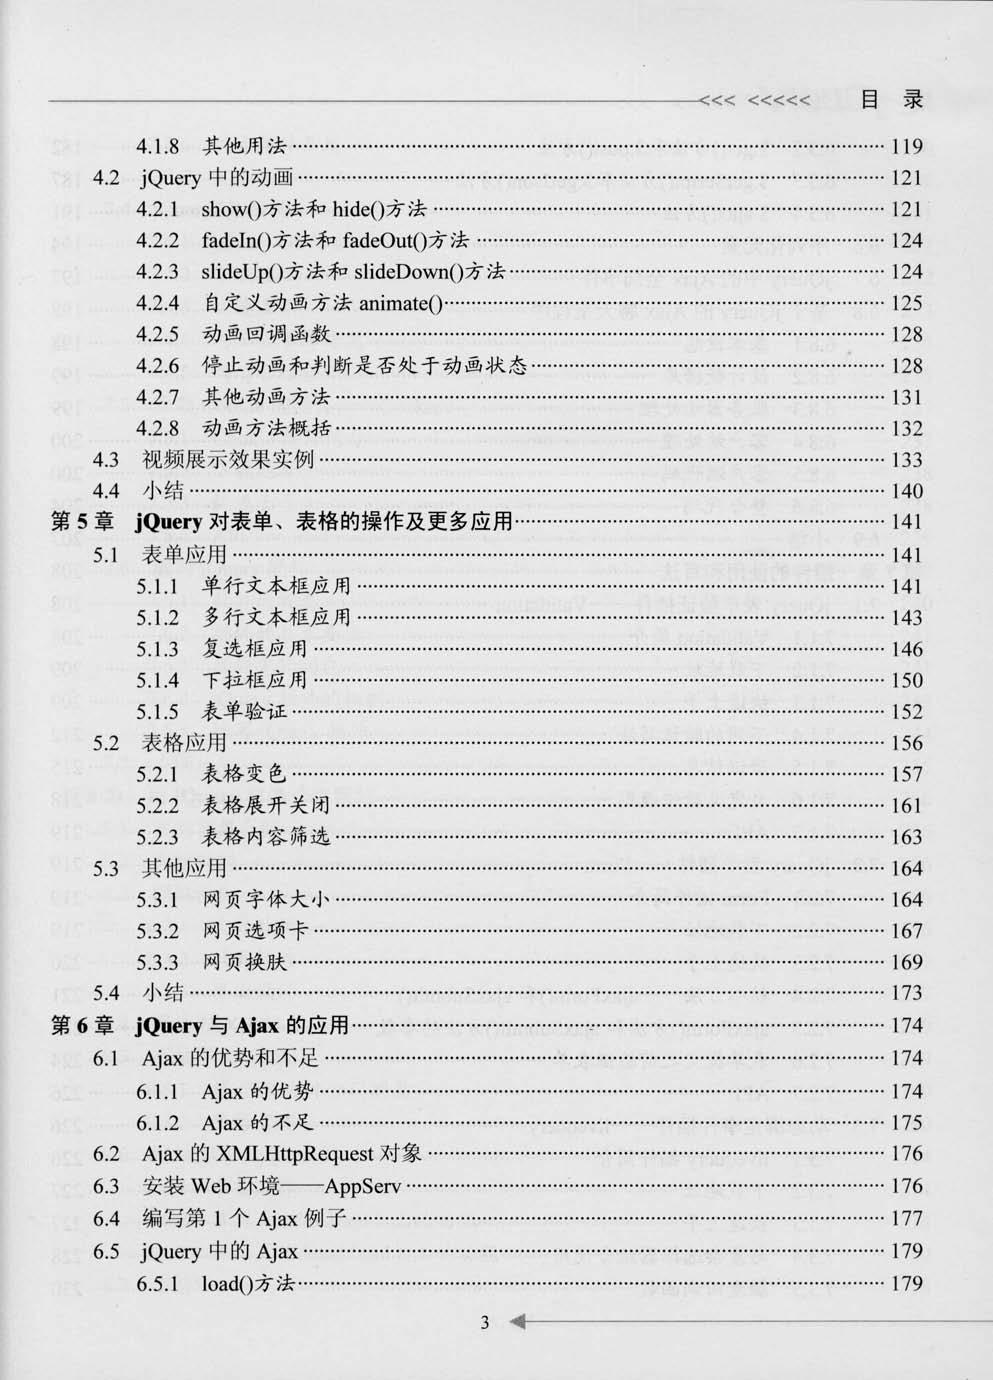 <<< <<<<< 目 录
4.1.8 其他用法 119
4.2 jQuery 中的动画 121
4.2.1 show()方法和 hide()方法 121
4.2.2 fadeIn()方法和 fadeOut()方法 124
4.2.3 slideUp()方法和 slideDown()方法 124
4.2.4 自定义动画方法 animate() 125
4.2.5 动画回调函数 128
4.2.6 停止动画和判断是否处于动画状态 128
4.2.7 其他动画方法 131
4.2.8 动画方法概括 132
4.3 视频展示效果实例 133
4.4 小结 140
第 5 章 jQuery 对表单、表格的操作及更多应用 141
5.1 表单应用 141
5.1.1 单行文本框应用 141
5.1.2 多行文本框应用 143
5.1.3 复选框应用 146
5.1.4 下拉框应用 150
5.1.5 表单验证 152
5.2 表格应用 156
5.2.1 表格变色 157
5.2.2 表格展开关闭 161
5.2.3 表格内容筛选 163
5.3 其他应用 164
5.3.1 网页字体大小 164
5.3.2 网页选项卡 167
5.3.3 网页换肤 169
5.4 小结 173
第 6 章 jQuery 与 Ajax 的应用 174
6.1 Ajax 的优势和不足 174
6.1.1 Ajax 的优势 174
6.1.2 Ajax 的不足 175
6.2 Ajax 的 XMLHttpRequest 对象 176
6.3 安装 Web 环境——AppServ 176
6.4 编写第 1 个 Ajax 例子 177
6.5 jQuery 中的 Ajax 179
6.5.1 load()方法 179
3